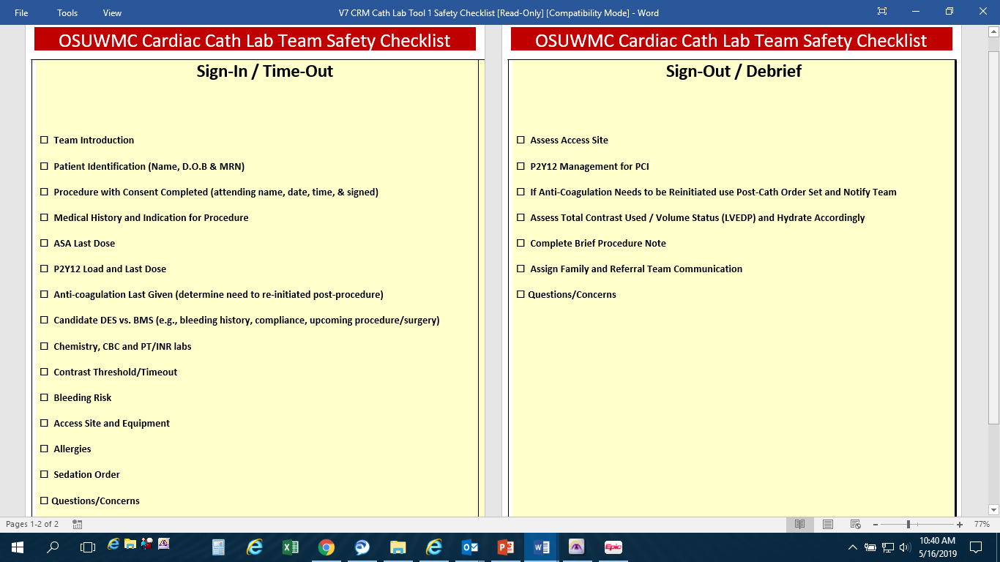 File Tools View V7 CRM Cath Lab Tool 1 Safety Checklist [Read-Only] [Compatibility Mode] - Word
OSUWMC Cardiac Cath Lab Team Safety Checklist
Sign-In / Time-Out
Team Introduction
Patient Identification (Name, D.O.B & MRN)
Procedure with Consent Completed (attending name, date, time, & signed)
Medical History and Indication for Procedure
ASA Last Dose
P2Y12 Load and Last Dose
Anti-coagulation Last Given (determine need to re-initiated post-procedure)
Candidate DES vs. BMS (e.g., bleeding history, compliance, upcoming procedure/surgery)
Chemistry, CBC and PT/INR labs
Contrast Threshold/Timeout
Bleeding Risk
Access Site and Equipment
Allergies
Sedation Order
Questions/Concerns
OSUWMC Cardiac Cath Lab Team Safety Checklist
Sign-Out / Debrief
Assess Access Site
P2Y12 Management for PCI
If Anti-Coagulation Needs to be Reinitiated use Post-Cath Order Set and Notify Team
Assess Total Contrast Used / Volume Status (LVEDP) and Hydrate Accordingly
Complete Brief Procedure Note
Assign Family and Referral Team Communication
Questions/Concerns
Pages 1-2 of 2
77%
Epic
10:40 AM
5/16/2019